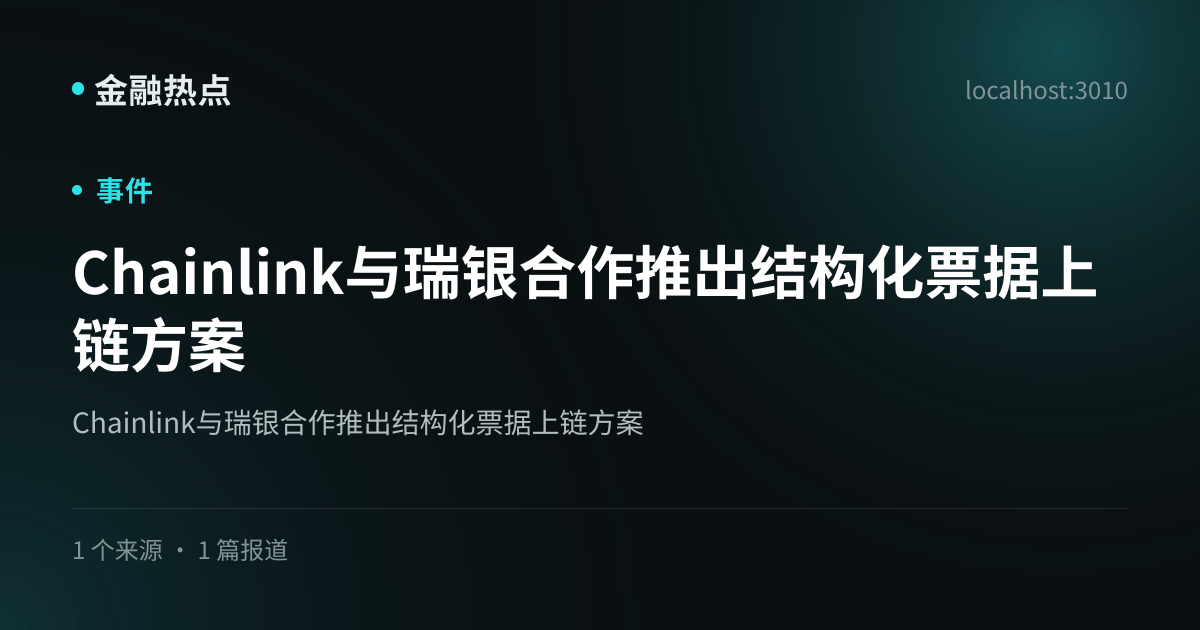 金融热点
localhost:3010
事件
Chainlink与瑞银合作推出结构化票据上
链方案
Chainlink与瑞银合作推出结构化票据上链方案
1 个来源 · 1 篇报道